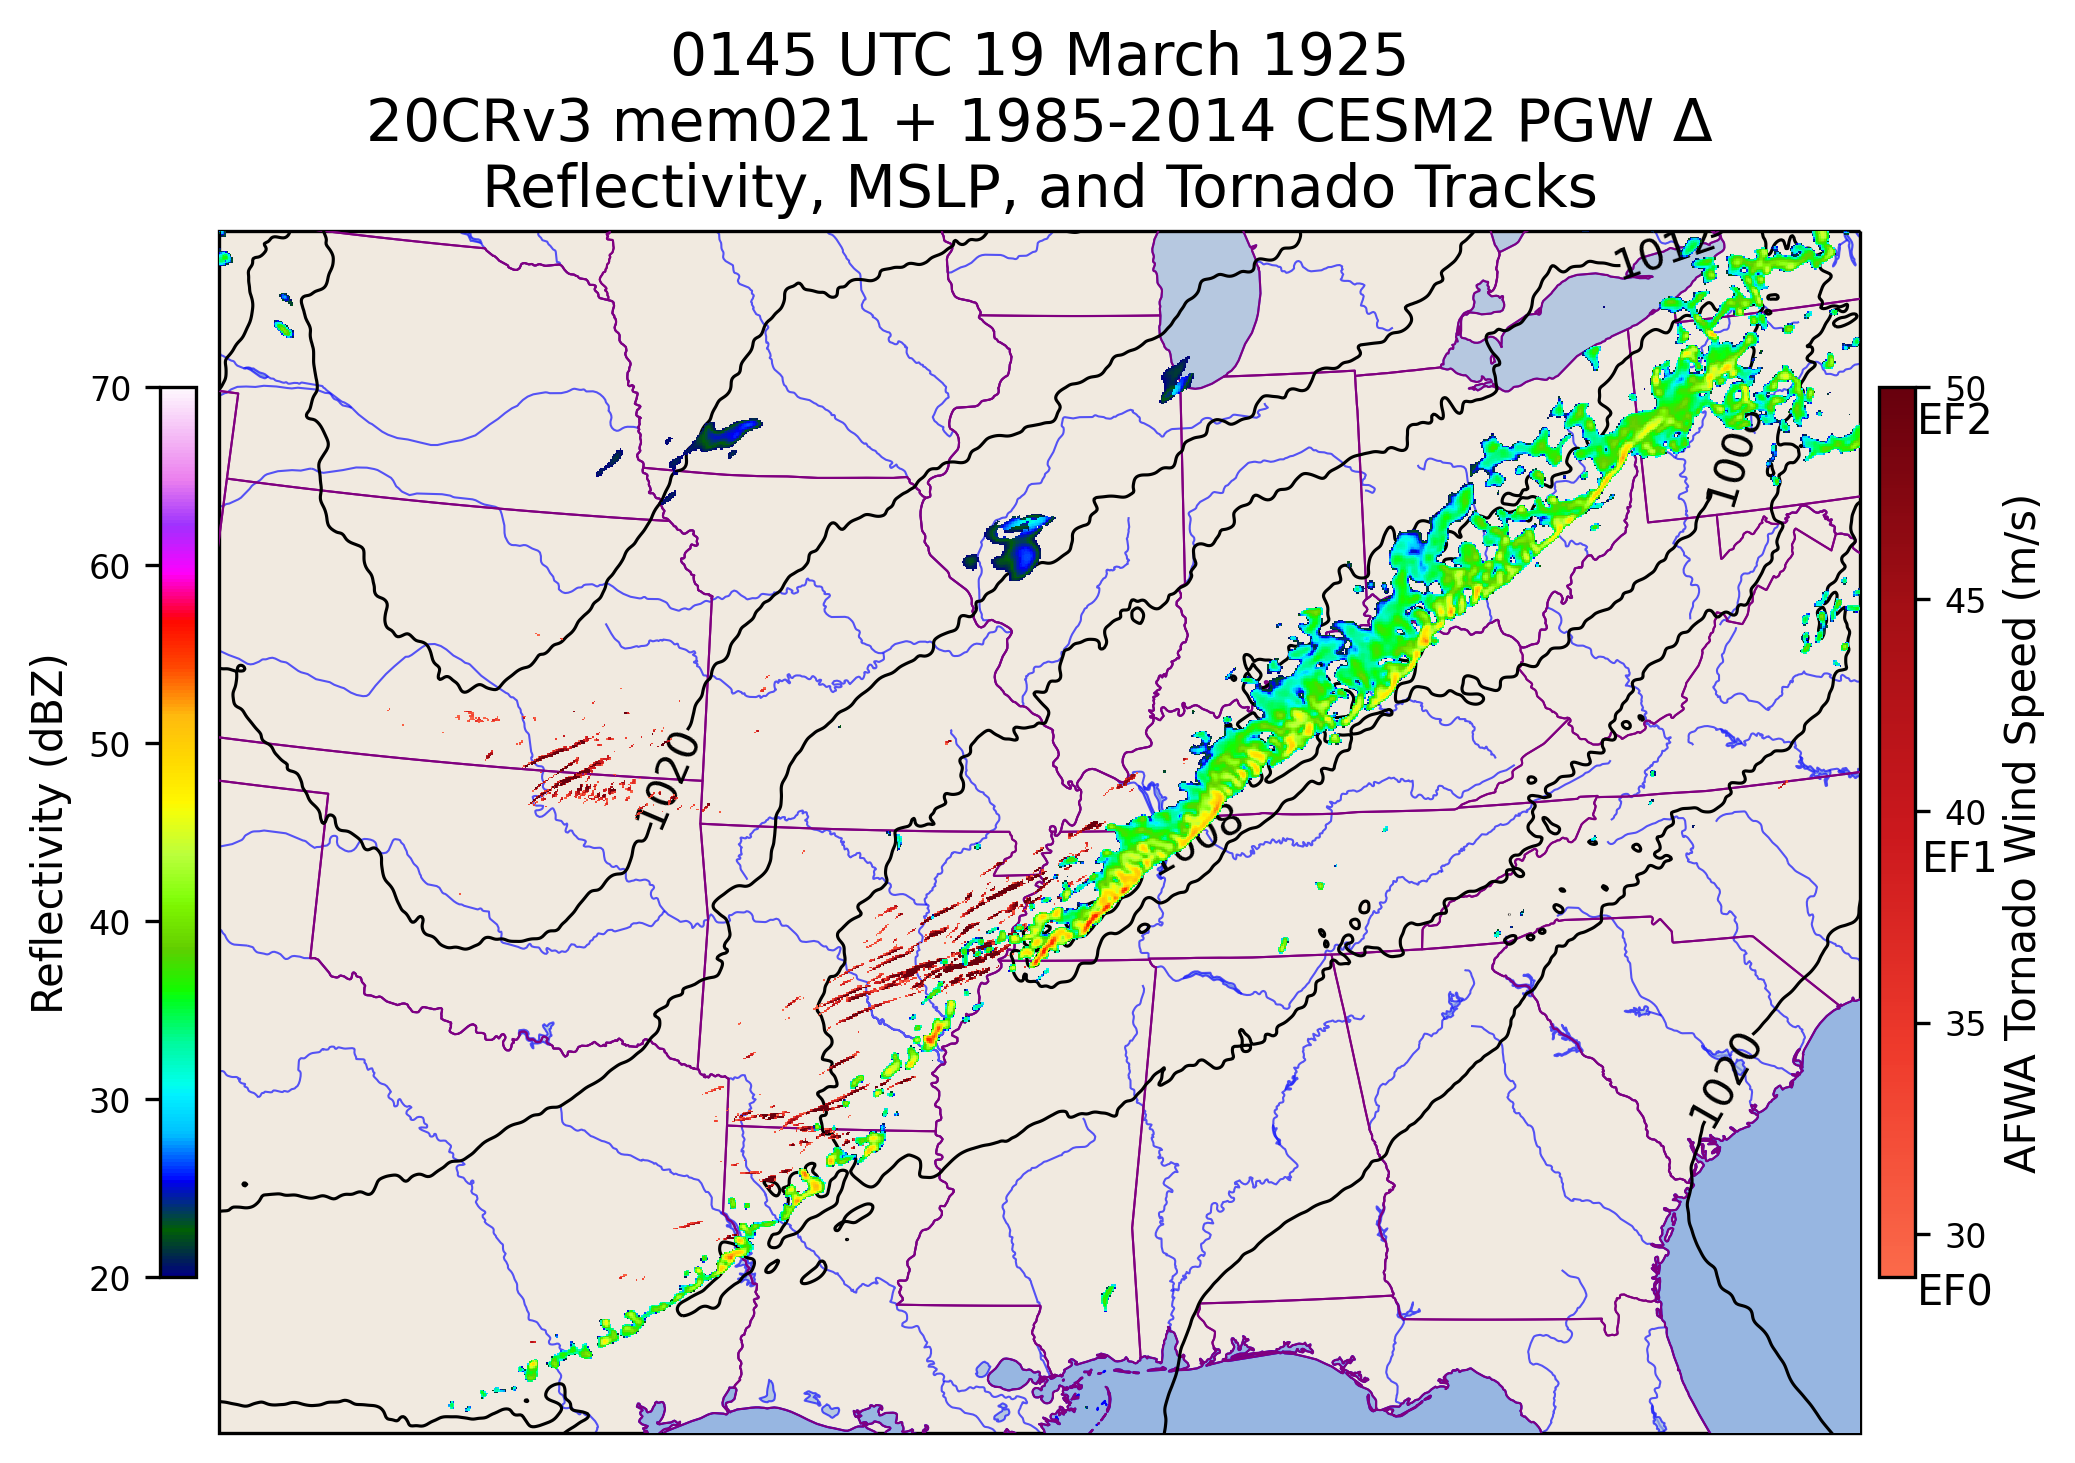 0145 UTC 19 March 1925
20CRv3 mem021 + 1985-2014 CESM2 PGW Δ
Reflectivity, MSLP, and Tornado Tracks
70
60
50
40
30
20
Reflectivity (dBZ)
1012
1020
1008
1020
50
EF2
45
40
EF1
35
30
EF0
AFWA Tornado Wind Speed (m/s)